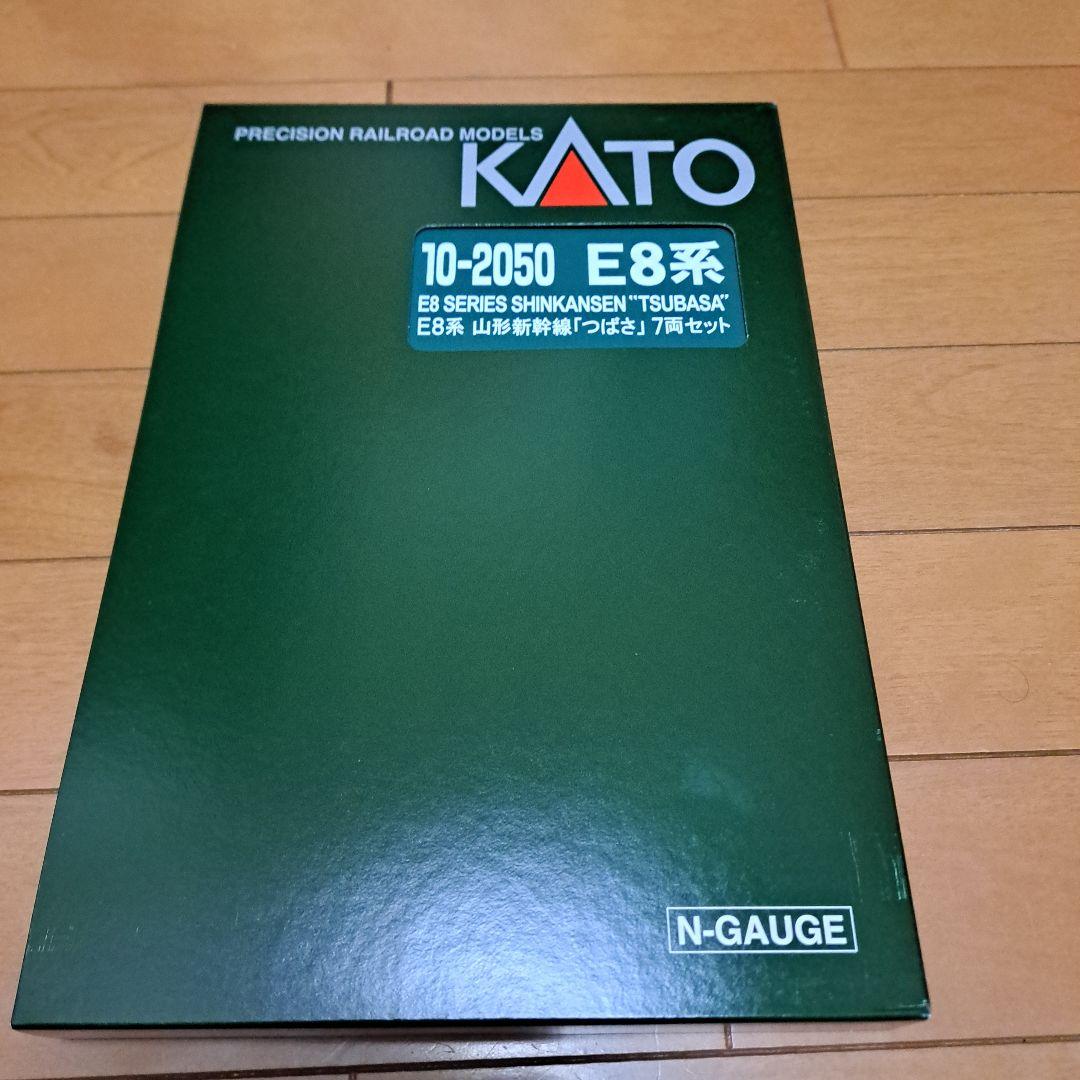 PRECISION RAILROAD MODELS
KATO
10-2050 E8系
E8 SERIES SHINKANSEN "TSUBASA"
E8系 山形新幹線「つばさ」 7両セット
N-GAUGE